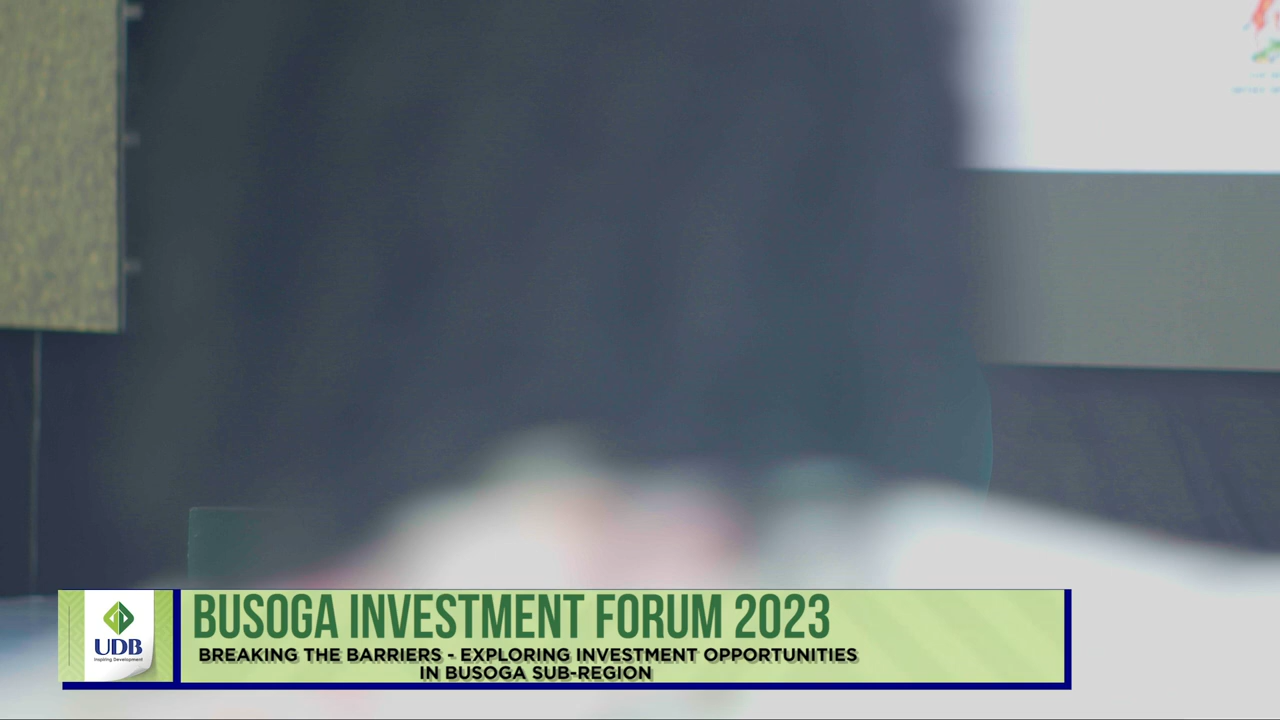 BUSOGA INVESTMENT FORUM 2023
BREAKING THE BARRIERS - EXPLORING INVESTMENT OPPORTUNITIES
IN BUSOGA SUB-REGION
UDB
Inspiring Development